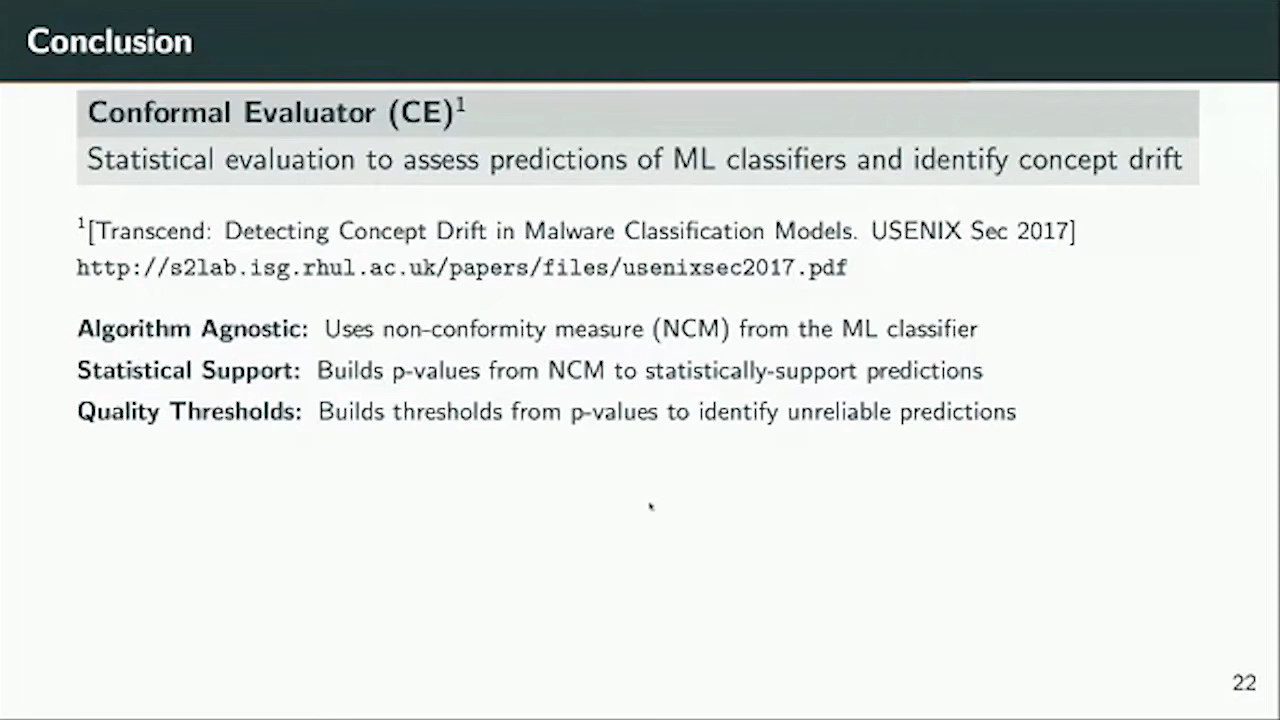 Conclusion
Conformal Evaluator (CE)¹
Statistical evaluation to assess predictions of ML classifiers and identify concept drift
¹[Transcend: Detecting Concept Drift in Malware Classification Models. USENIX Sec 2017]
http://s2lab.isg.rhul.ac.uk/papers/files/usenixsec2017.pdf
Algorithm Agnostic: Uses non-conformity measure (NCM) from the ML classifier
Statistical Support: Builds p-values from NCM to statistically-support predictions
Quality Thresholds: Builds thresholds from p-values to identify unreliable predictions
22